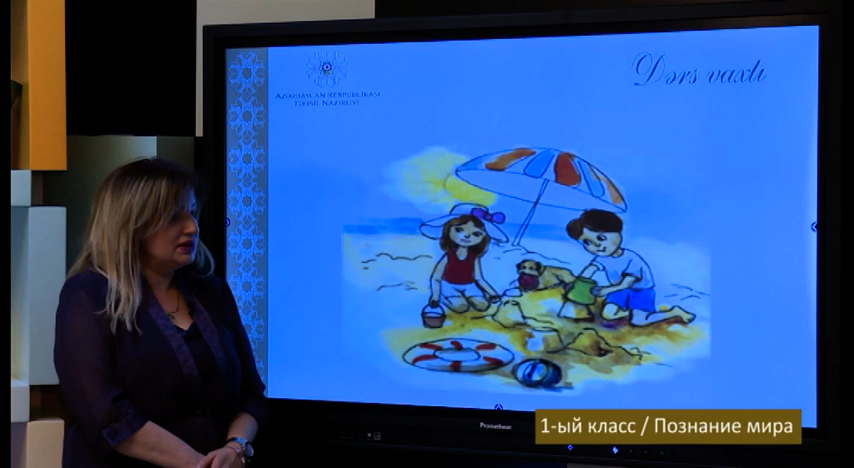 Dərs vaxtı
AZƏRBAYCAN RESPUBLİKASI
TƏHSİL NAZİRLİYİ
Promethean
1-ый класс / Познание мира